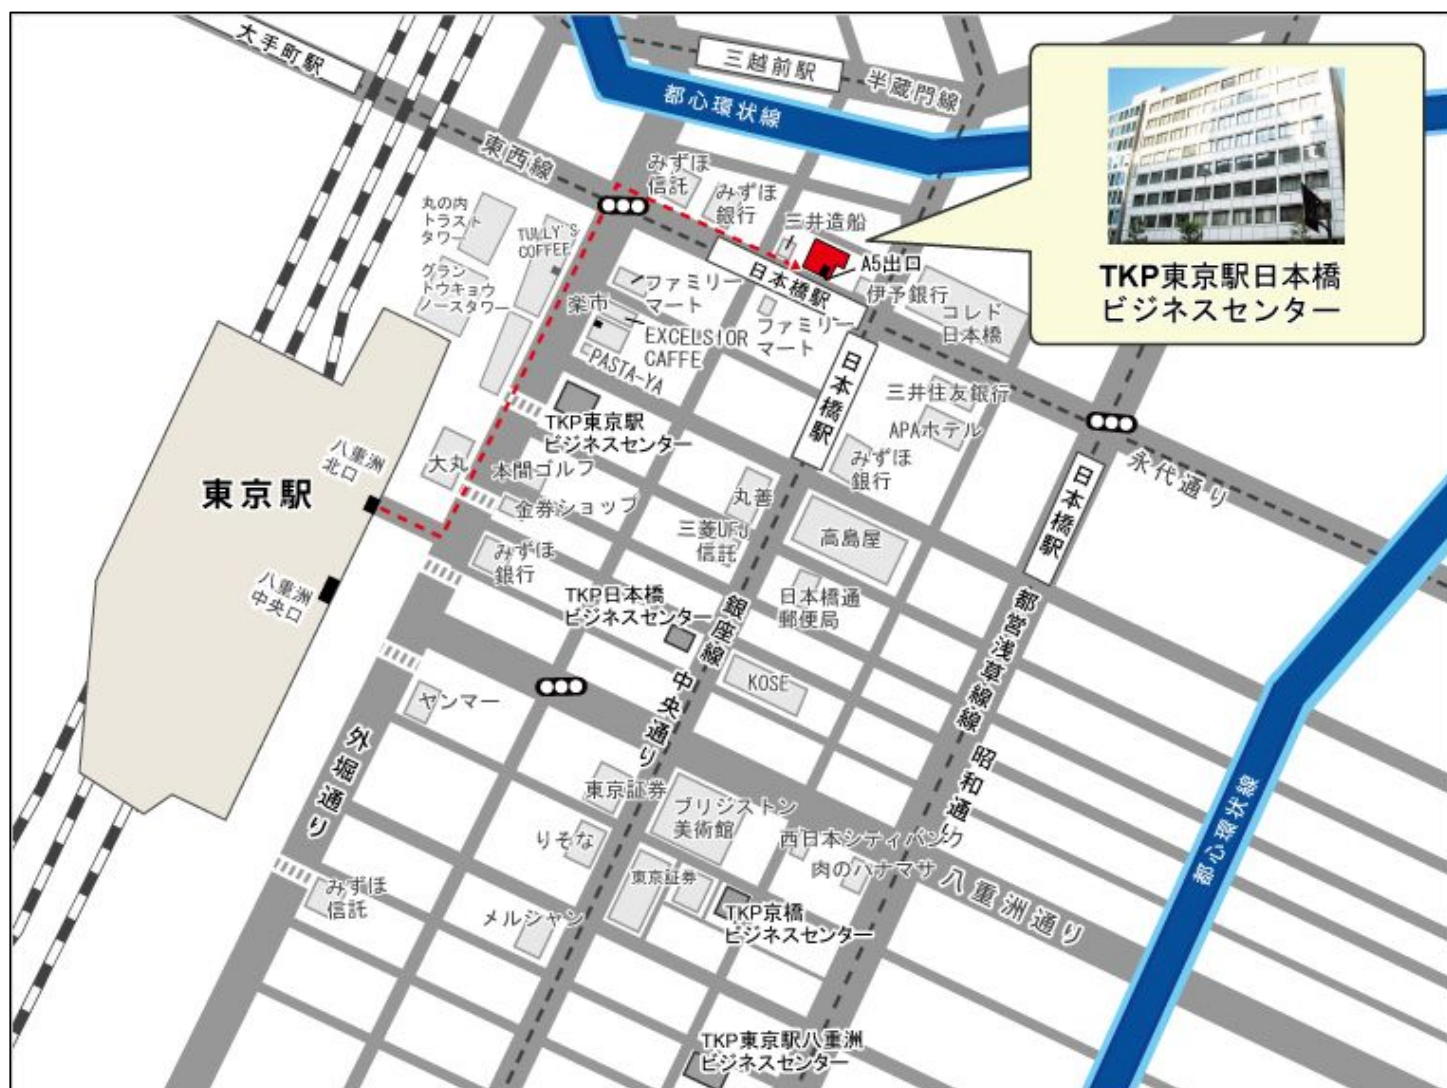 大手町駅
三越前駅
半蔵門線
都心環状線
東西線
みずほ
信託
みずほ
銀行
三井造船
丸の内
トラスト
タワー
TULLY'S
COFFEE
A5出口
日本橋駅
伊予銀行
コレド
日本橋
TKP東京駅日本橋
ビジネスセンター
グラン
トウキョウ
ノースタワー
ファミリー
マート
楽市
EXCELSIOR
CAFFE
PASTA-YA
ファミリー
マート
日本橋駅
三井住友銀行
APAホテル
みずほ
銀行
永代通り
日本橋駅
TKP東京駅
ビジネスセンター
八重洲
北口
大丸
本間ゴルフ
金券ショップ
東京駅
丸善
三菱UFJ
信託
高島屋
みずほ
銀行
八重洲
中央口
TKP日本橋
ビジネスセンター
日本橋通
郵便局
銀座線
中央通り
都営浅草線線
昭和通り
KOSE
ヤンマー
外堀通り
東京証券
ブリジストン
美術館
りそな
西日本シティバンク
肉のハナマサ
八重洲通り
都心環状線
みずほ
信託
東京証券
メルシャン
TKP京橋
ビジネスセンター
TKP東京駅八重洲
ビジネスセンター